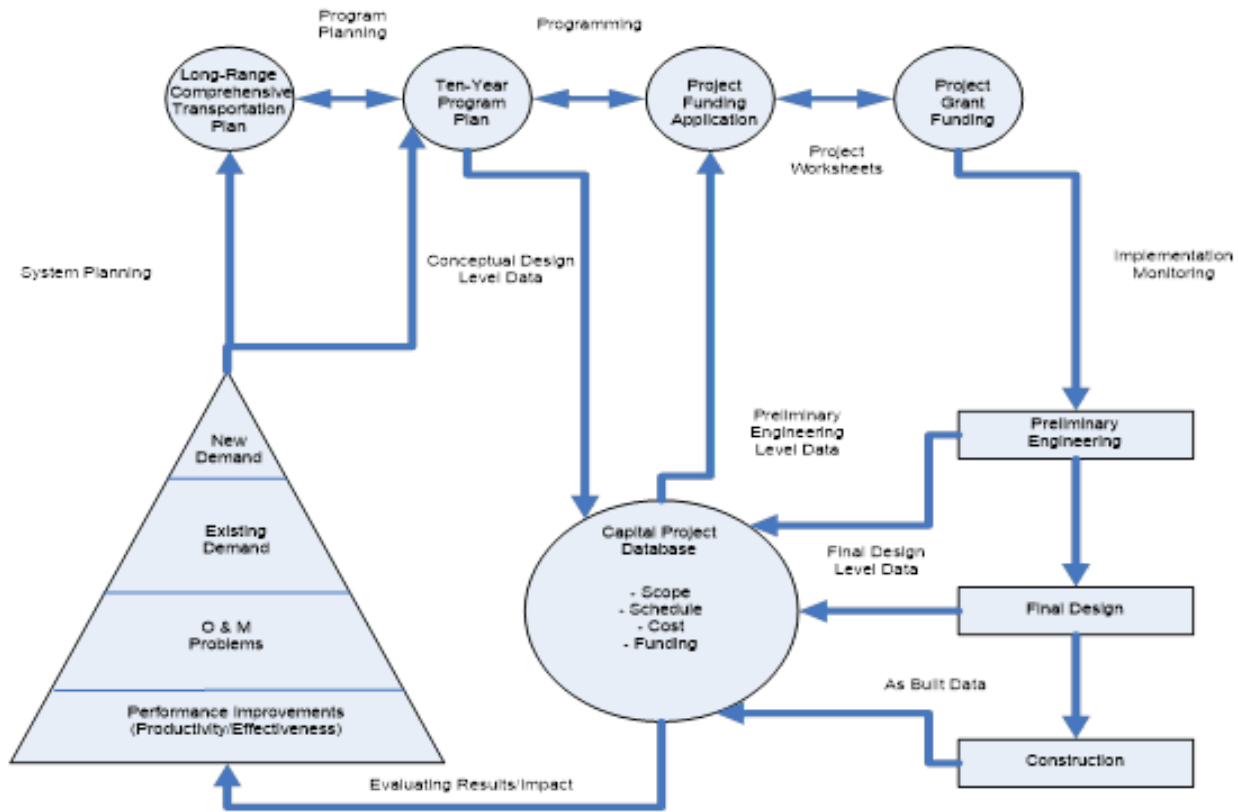 Program
Planning
Programming
Long-Range
Comprehensive
Transportation
Plan
Ten-Year
Program
Plan
Project
Funding
Application
Project
Grant
Funding
Project
Worksheets
System Planning
Conceptual Design
Level Data
Implementation
Monitoring
New
Demand
Existing
Demand
O & M
Problems
Performance Improvements
(Productivity/Effectiveness)
Preliminary
Engineering
Level Data
Preliminary
Engineering
Capital Project
Database
- Scope
- Schedule
- Cost
- Funding
Final Design
Level Data
Final Design
As Built Data
Construction
Evaluating Results/Impact